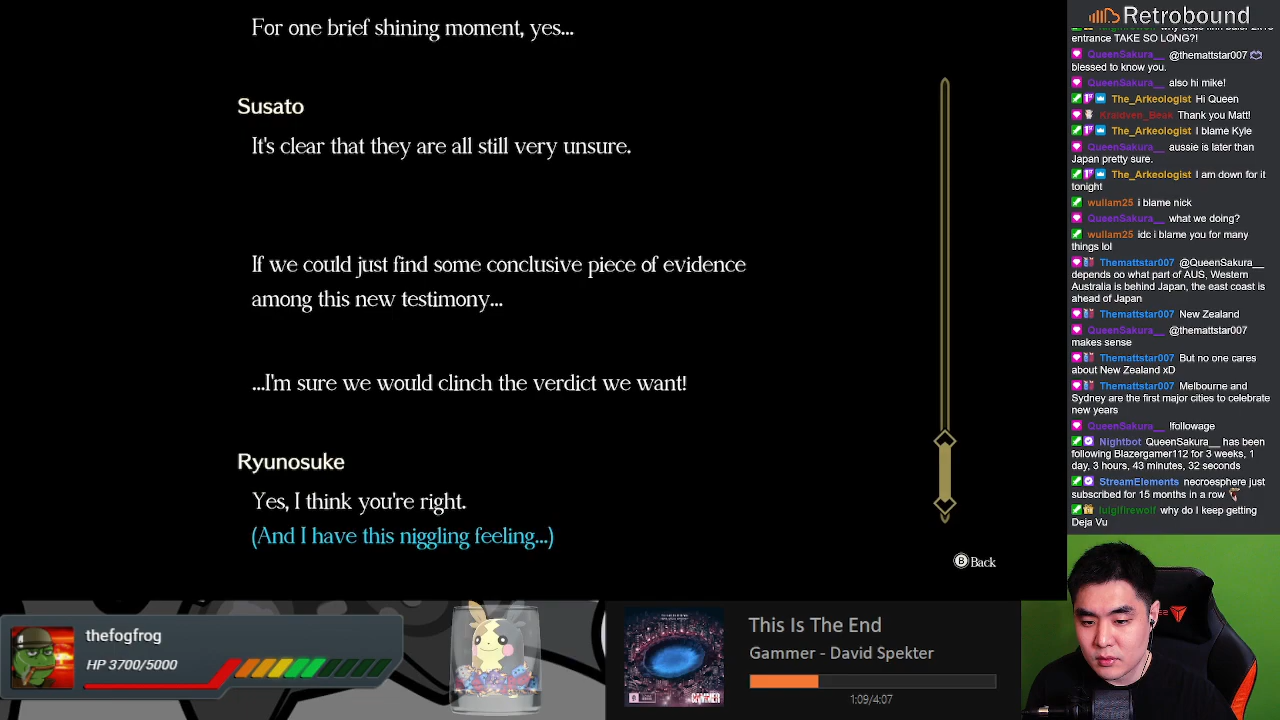 For one brief shining moment, yes...
Susato
It's clear that they are all still very unsure.
If we could just find some conclusive piece of evidence
among this new testimony...
...I'm sure we would clinch the verdict we want!
Ryunosuke
Yes, I think you're right.
(And I have this niggling feeling...)
B Back
thefogfrog
HP 3700/5000
This Is The End
Gammer - David Spekter
1:09/4:07
Retrobound
entrance TAKE SO LONG?!
QueenSakura__ @themattstar007
blessed to know you.
QueenSakura__ also hi mike!
The_Arkeologist Hi Queen
Kraidven_Beak Thank you Matt!
The_Arkeologist I blame Kyle
QueenSakura__ aussie is later than
Japan pretty sure.
The_Arkeologist I am down for it
tonight
wullam25 i blame nick
QueenSakura__ what we doing?
wullam25 idc i blame you for many
things lol
Themattstar007 @QueenSakura__
depends oo what part of AUS, Western
Australia is behind Japan, the east coast is
ahead of Japan
Themattstar007 New Zealand
QueenSakura__ @themattstar007
makes sense
Themattstar007 But no one cares
about New Zealand xD
Themattstar007 Melbourne and
Sydney are the first major cities to celebrate
new years
QueenSakura__ !followage
Nightbot QueenSakura__ has been
following Blazergamer112 for 3 weeks, 1
day, 3 hours, 43 minutes, 32 seconds
StreamElements necrosphere just
subscribed for 15 months in a row
luigifirewolf why do I keep getting
Deja Vu